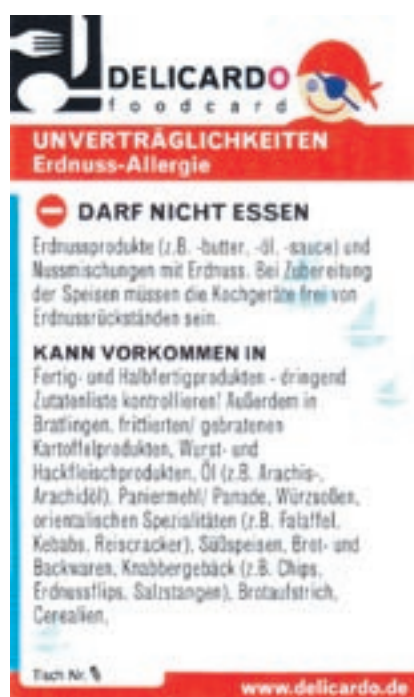 DELICARDO
foodcard
UNVERTRÄGLICHKEITEN
Erdnuss-Allergie
DARF NICHT ESSEN
Erdnussprodukte (z.B. -butter, -öl, -sauce) und
Nussmischungen mit Erdnuss. Bei Zubereitung
der Speisen müssen die Kochgeräte frei von
Erdnussrückständen sein.
KANN VORKOMMEN IN
Fertig- und Halbfertigprodukten - dringend
Zutatenliste kontrollieren! Außerdem in
Bratlingen, frittierten/ gebratenen
Kartoffelprodukten, Wurst- und
Hackfleischprodukten, Öl (z.B. Arachis-,
Arachidöl), Paniermehl/ Panade, Würzsoßen,
orientalischen Spezialitäten (z.B. Falaffel,
Kebabs, Reiscracker), Süßspeisen, Brot- und
Backwaren, Knabbergebäck (z.B. Chips,
Erdnussflips, Salzstangen), Brotaufstrich,
Cerealien,
Tisch Nr.
www.delicardo.de